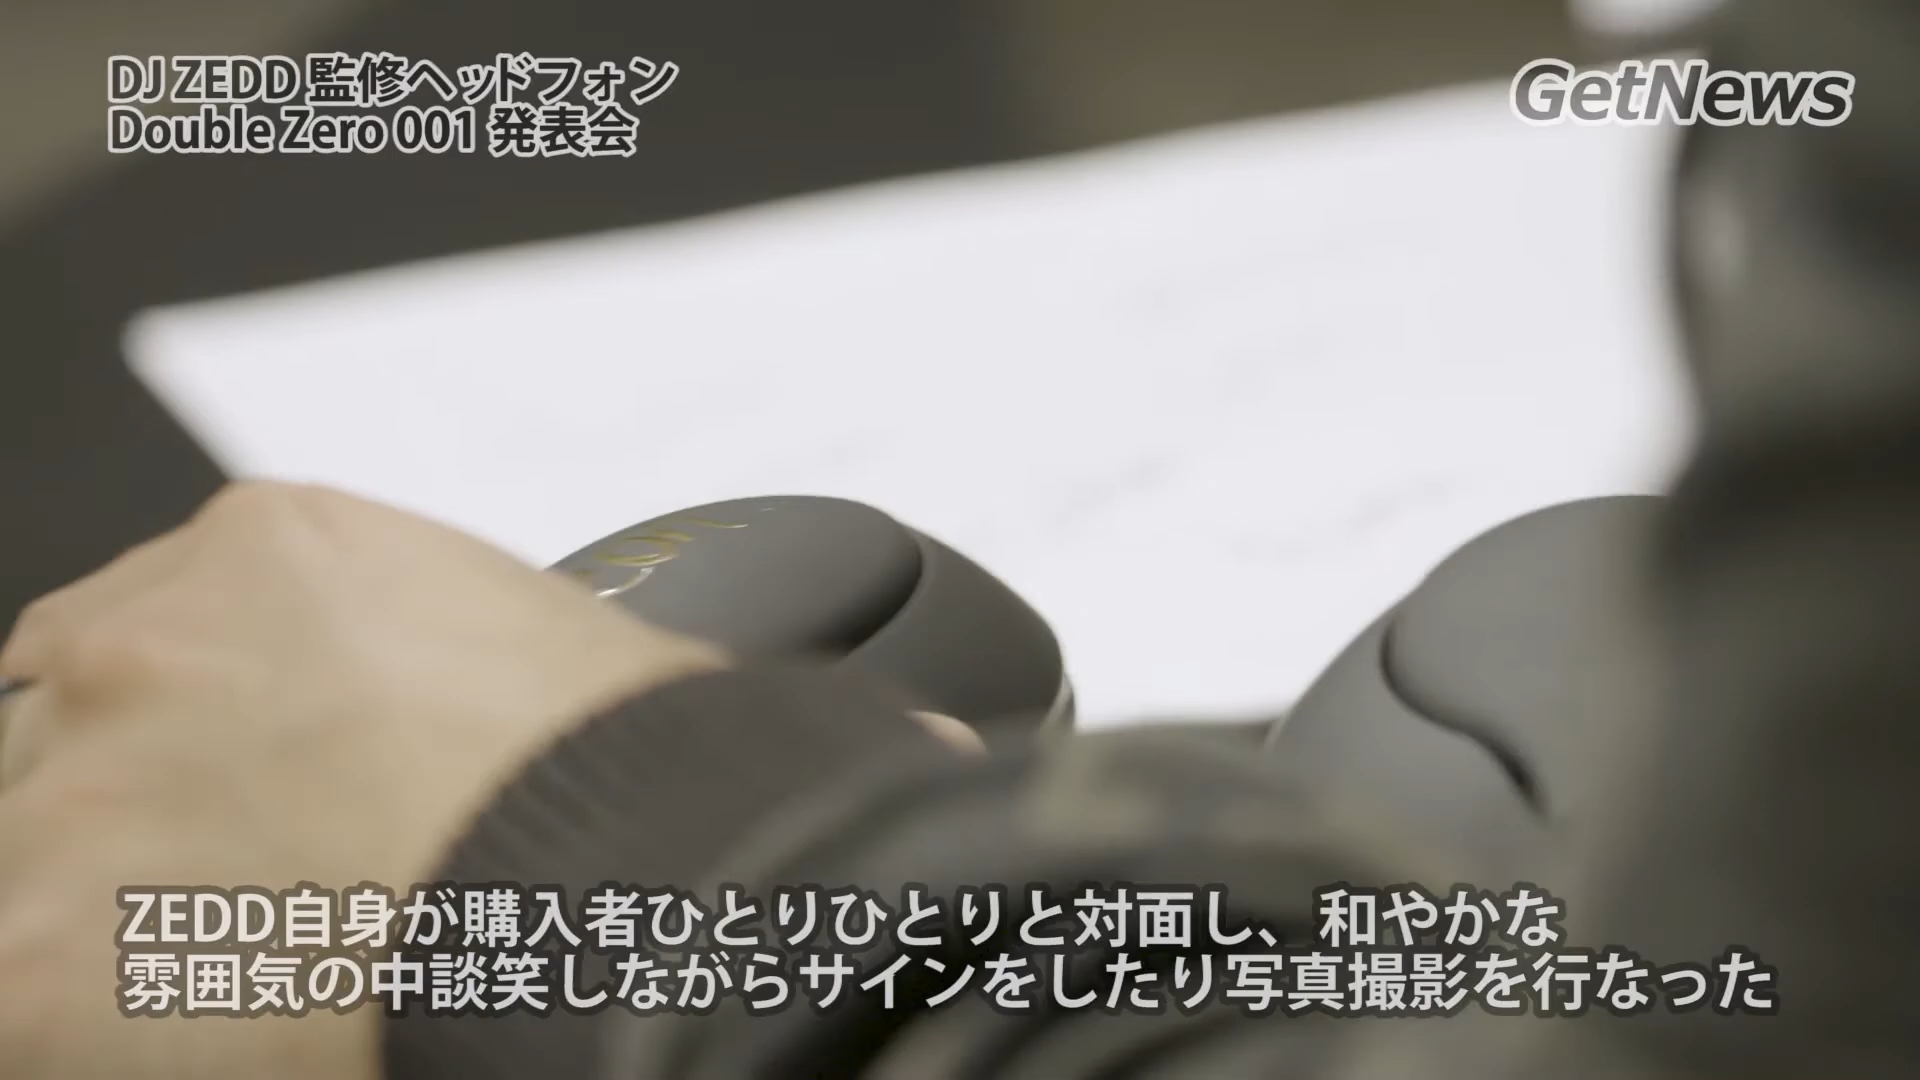 DJ ZEDD 監修ヘッドフォン
Double Zero 001 発表会
GetNews
ZEDD自身が購入者ひとりひとりと対面し、和やかな
雰囲気の中談笑しながらサインをしたり写真撮影を行なった